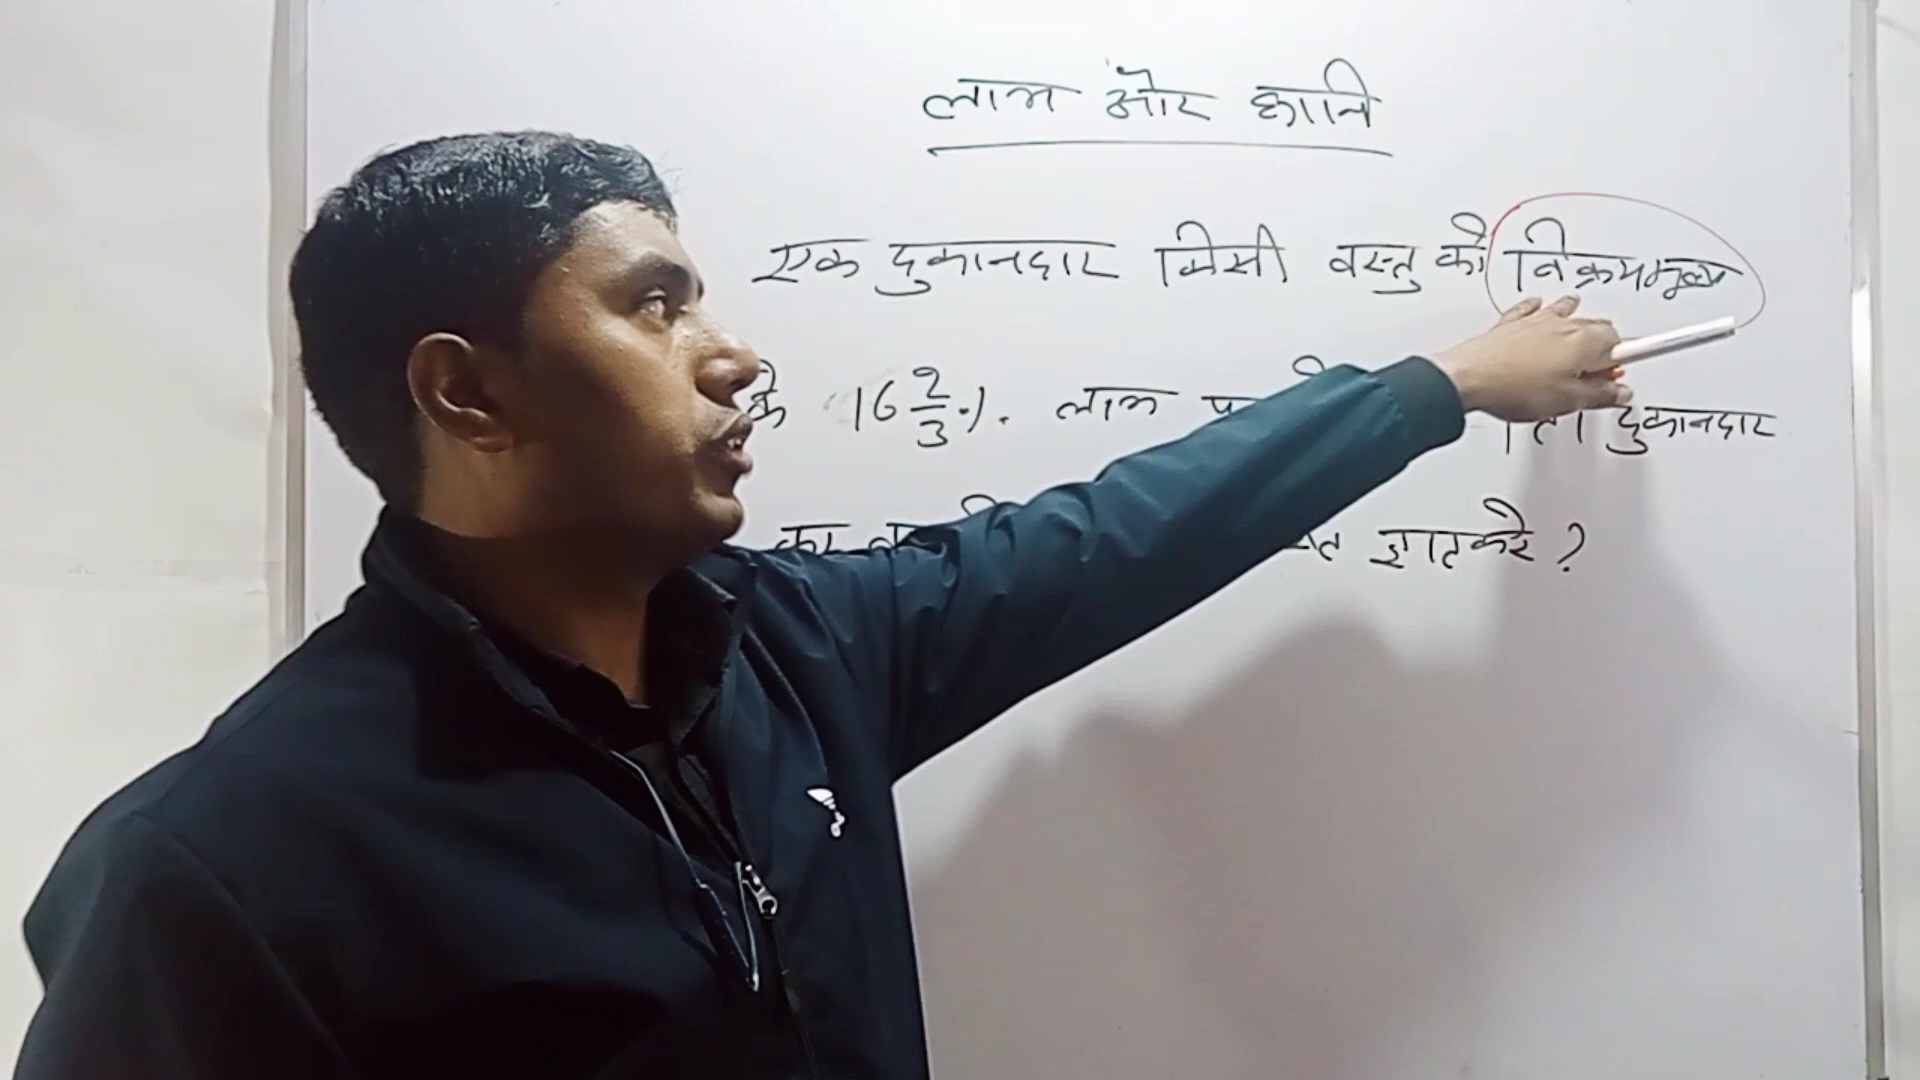 लाभ और हानि
एक दुकानदार किसी वस्तु को विक्रयमूल्य
के 16 2/3 % लाभ दुकानदार
ज्ञात करे ?